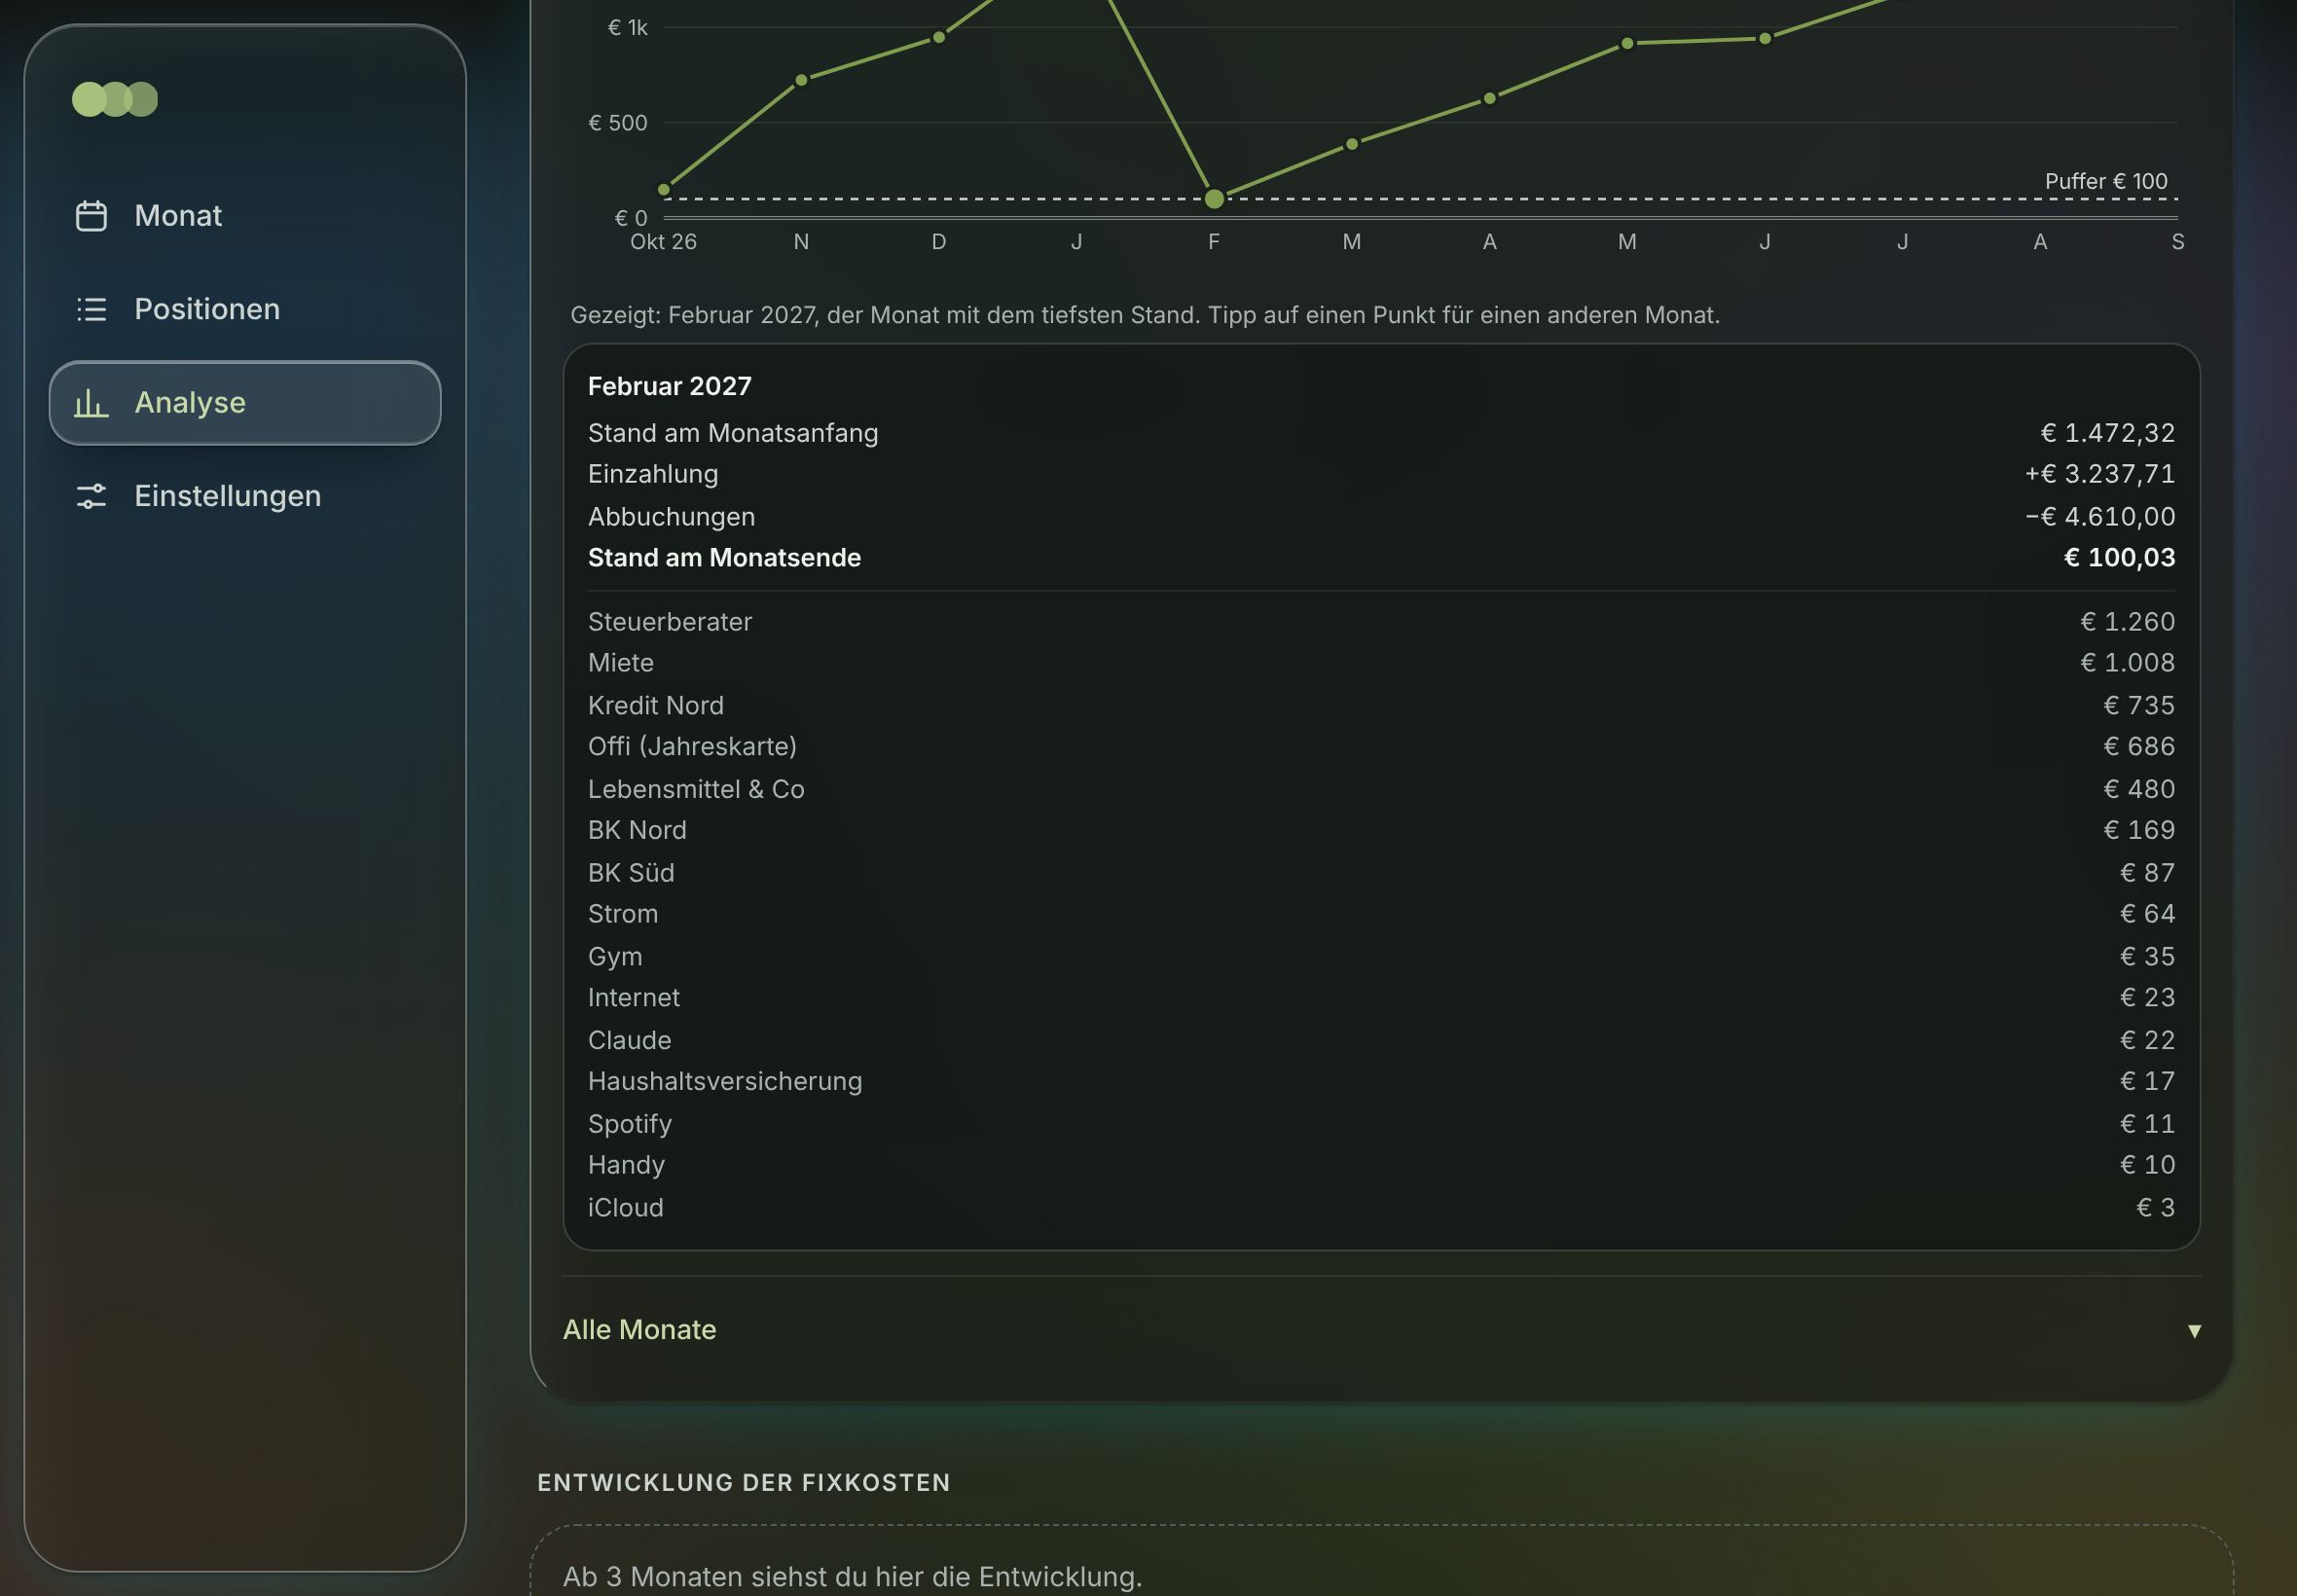 Monat
Positionen
Analyse
Einstellungen
€ 1k
€ 500
Puffer € 100
€ 0
Okt 26 N D J F M A M J J A S
Gezeigt: Februar 2027, der Monat mit dem tiefsten Stand. Tipp auf einen Punkt für einen anderen Monat.
Februar 2027
Stand am Monatsanfang € 1.472,32
Einzahlung +€ 3.237,71
Abbuchungen −€ 4.610,00
Stand am Monatsende € 100,03
Steuerberater € 1.260
Miete € 1.008
Kredit Nord € 735
Offi (Jahreskarte) € 686
Lebensmittel & Co € 480
BK Nord € 169
BK Süd € 87
Strom € 64
Gym € 35
Internet € 23
Claude € 22
Haushaltsversicherung € 17
Spotify € 11
Handy € 10
iCloud € 3
Alle Monate ▼
ENTWICKLUNG DER FIXKOSTEN
Ab 3 Monaten siehst du hier die Entwicklung.